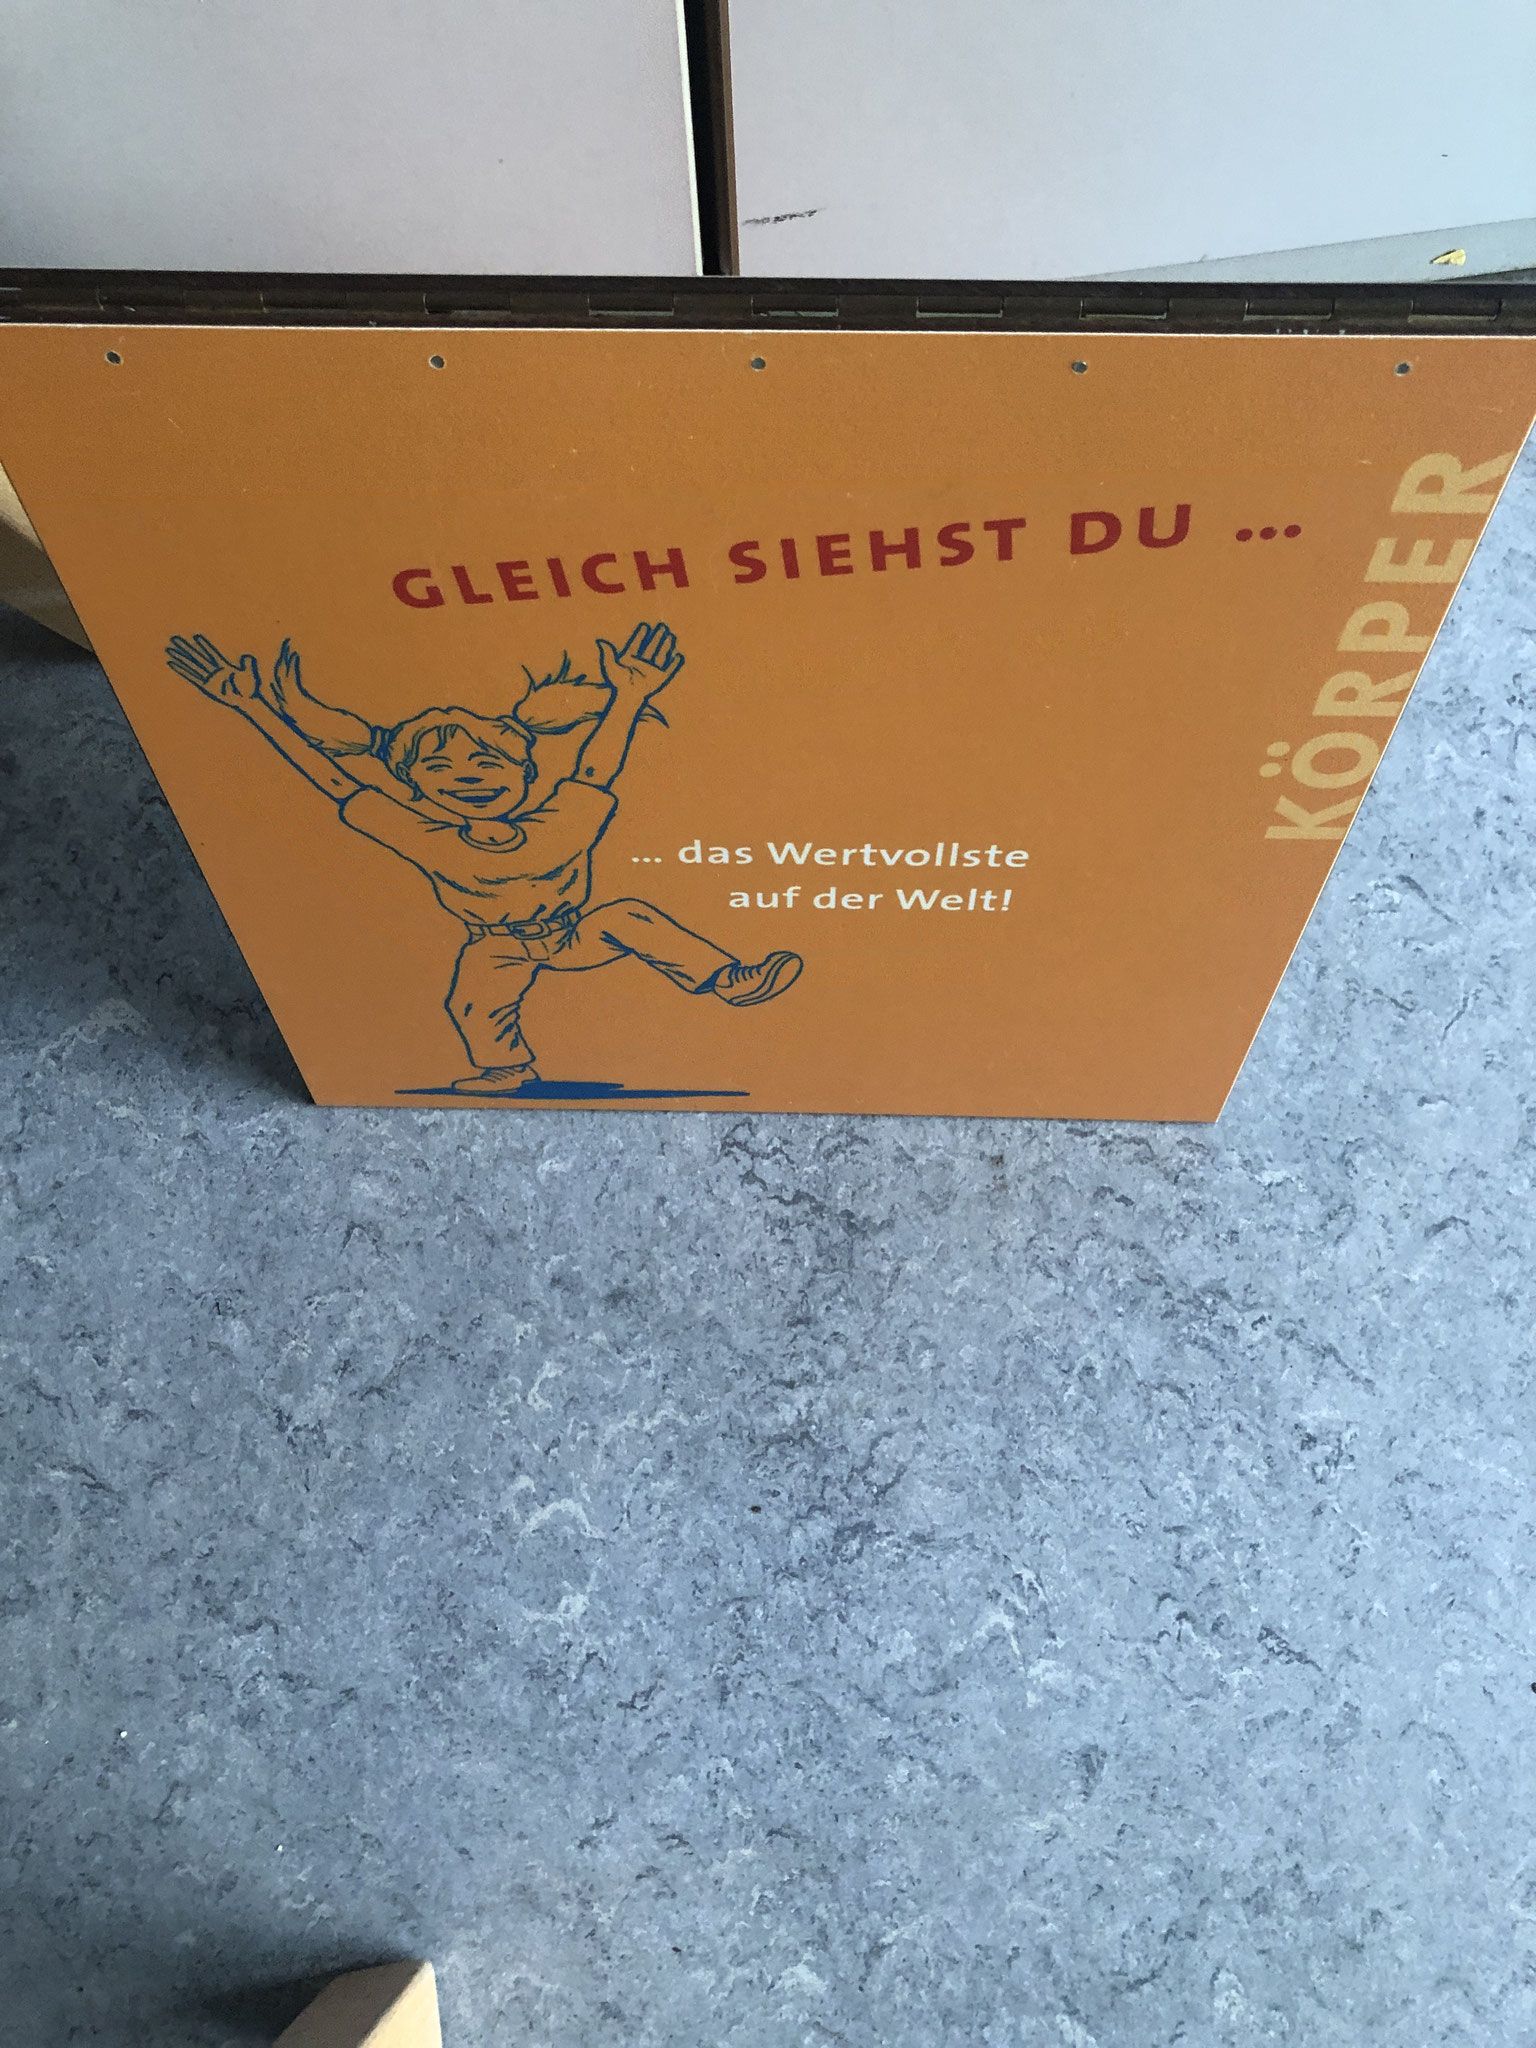 GLEICH SIEHST DU ...
... das Wertvollste
auf der Welt!
KÖRPER